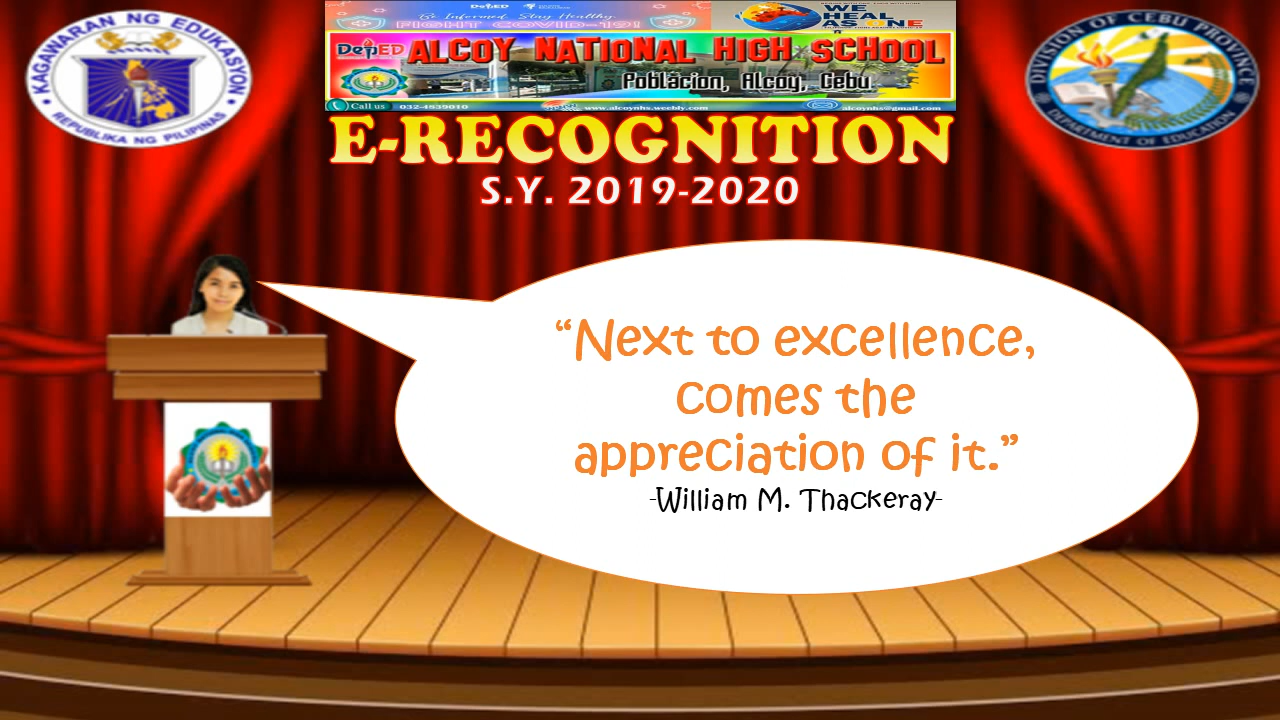 KAGAWARAN NG EDUKASYON
REPUBLIKA NG PILIPINAS
DepED
Be Informed. Stay Healthy.
FIGHT COVID-19!
WE
HEAL
AS ONE
DepED ALCOY NATIONAL HIGH SCHOOL
Poblacion, Alcoy, Cebu
Call us 032-4839010 www.alcoynhs.weebly.com alcoynhs@gmail.com
DIVISION OF CEBU PROVINCE
DEPARTMENT OF EDUCATION
E-RECOGNITION
S.Y. 2019-2020
“Next to excellence,
comes the
appreciation of it.”
-William M. Thackeray-